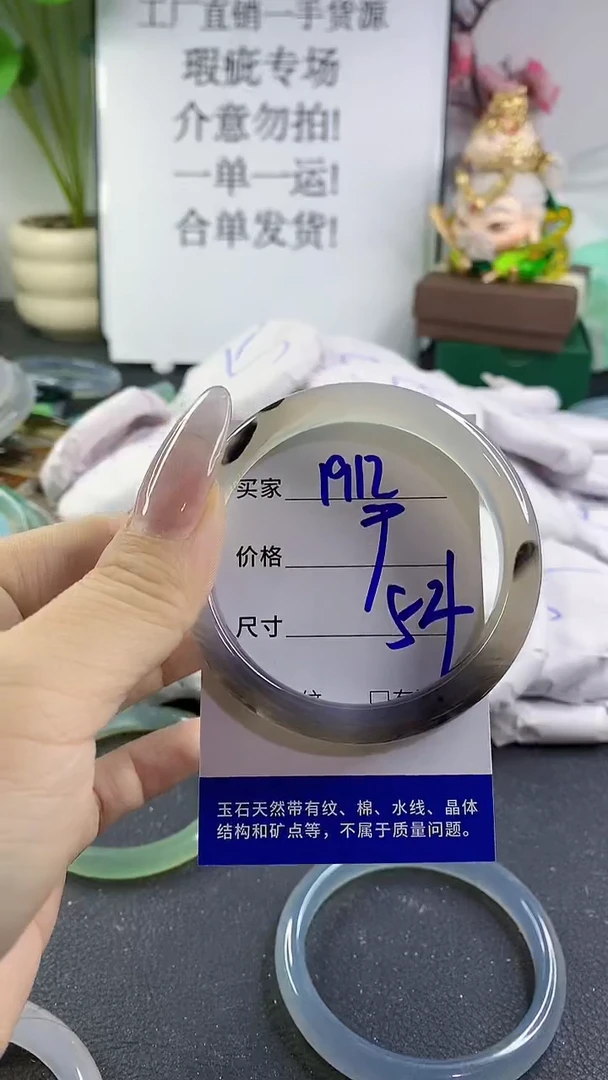 工厂直销一手货源
瑕疵专场
介意勿拍!
一单一运!
合单发货!
买家 1912
价格
尺寸 54
玉石天然带有纹、棉、水线、晶体
结构和矿点等，不属于质量问题。